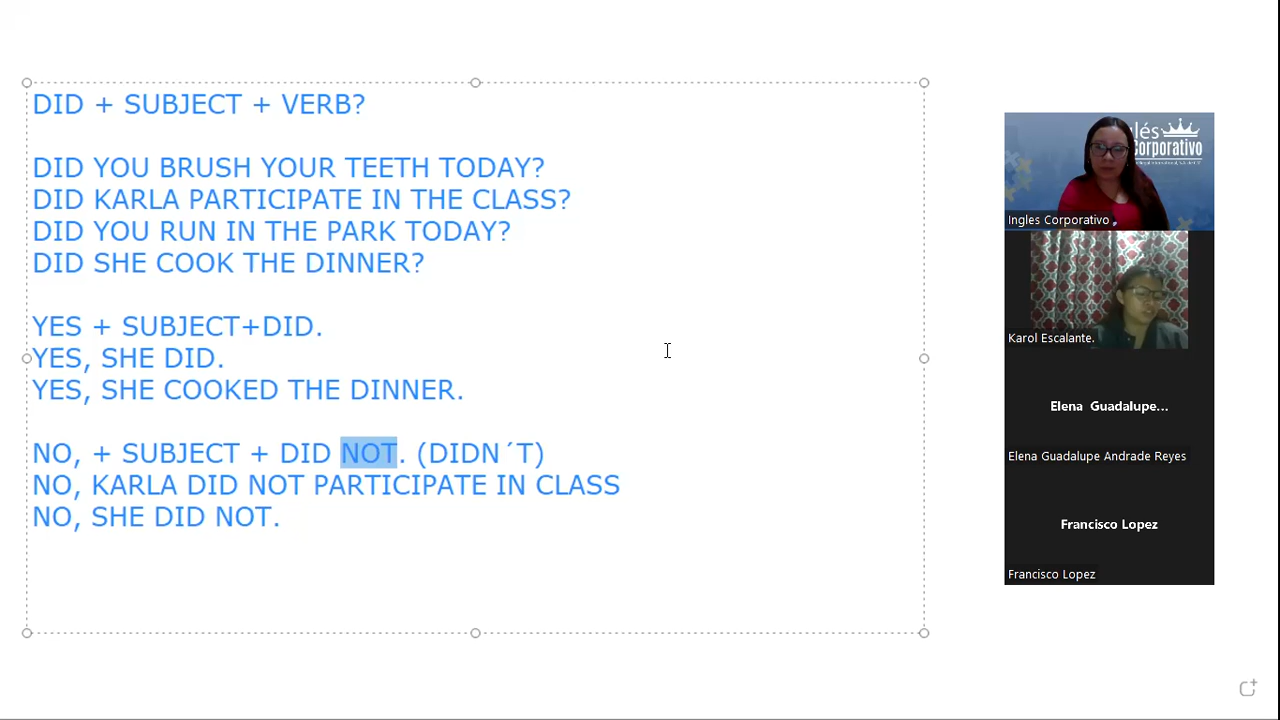 DID + SUBJECT + VERB?
DID YOU BRUSH YOUR TEETH TODAY?
DID KARLA PARTICIPATE IN THE CLASS?
DID YOU RUN IN THE PARK TODAY?
DID SHE COOK THE DINNER?
YES + SUBJECT+DID.
YES, SHE DID.
YES, SHE COOKED THE DINNER.
NO, + SUBJECT + DID NOT. (DIDN´T)
NO, KARLA DID NOT PARTICIPATE IN CLASS
NO, SHE DID NOT.
lés
corporativo
Ingles Corporativo
Karol Escalante.
Elena Guadalupe...
Elena Guadalupe Andrade Reyes
Francisco Lopez
Francisco Lopez